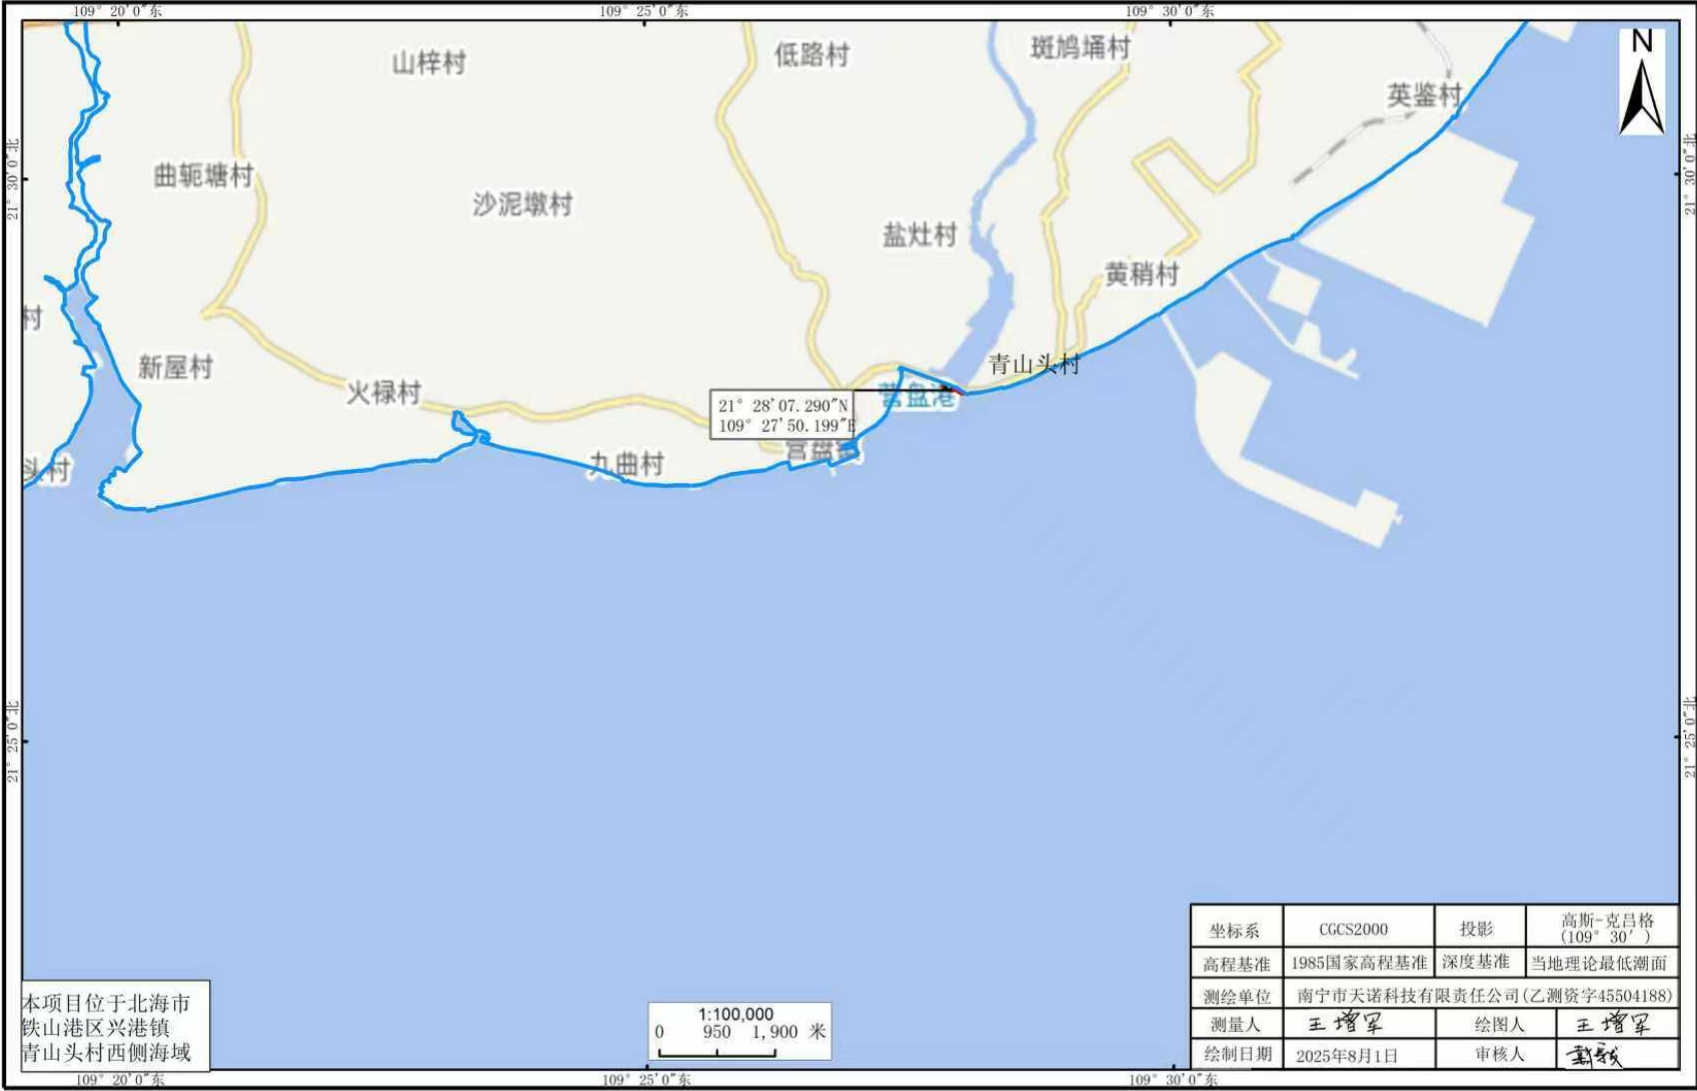 109° 20′0″东
109° 25′0″东
109° 30′0″东
N
山梓村
低路村
斑鸠埇村
英鉴村
21° 30′0″北
21° 30′0″北
曲轭塘村
沙泥墩村
盐灶村
黄稍村
村
新屋村
火禄村
青山头村
营盘港
21° 28′07.290″N
109° 27′50.199″E
头村
九曲村
营盘镇
21° 25′0″北
21° 25′0″北
坐标系 CGCS2000 投影 高斯-克吕格
(109° 30′)
高程基准 1985国家高程基准 深度基准 当地理论最低潮面
测绘单位 南宁市天诺科技有限责任公司(乙测资字45504188)
测量人 王增军 绘图人 王增军
绘制日期 2025年8月1日 审核人
本项目位于北海市
铁山港区兴港镇
青山头村西侧海域
1:100,000
0 950 1,900 米
109° 20′0″东
109° 25′0″东
109° 30′0″东